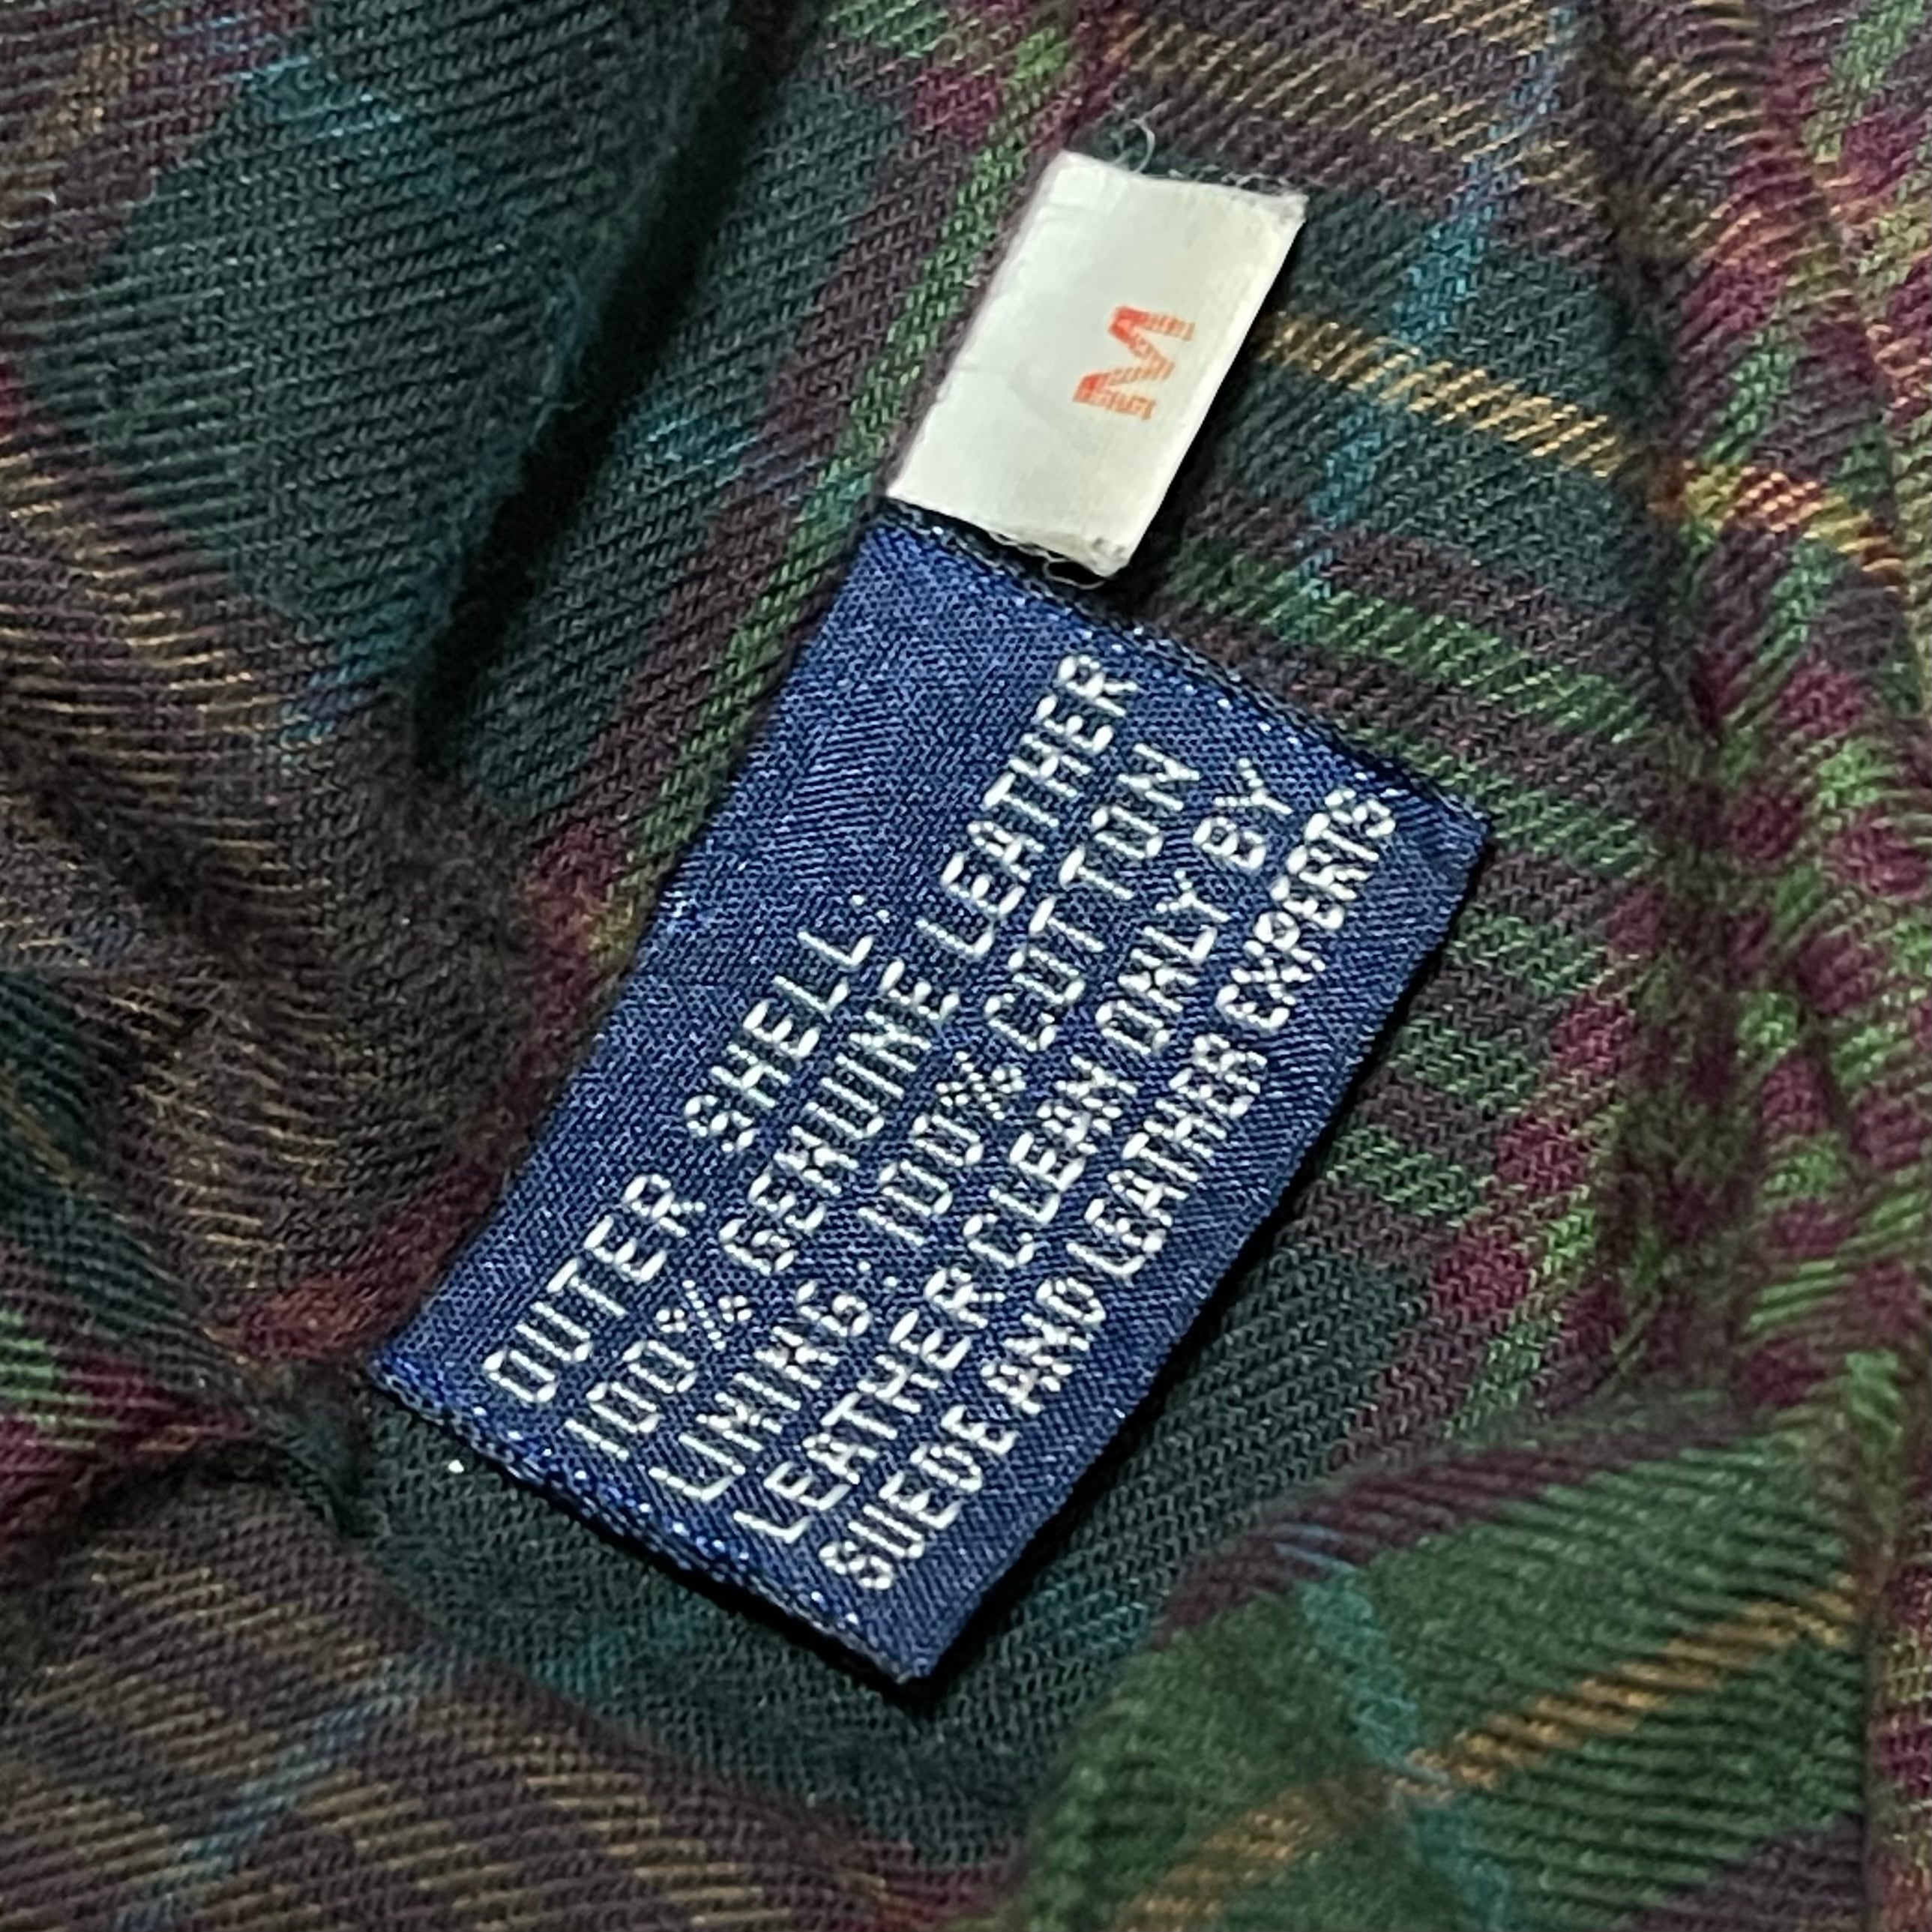 M
OUTER SHELL:
100% GENUINE LEATHER
LINING: 100% COTTON
LEATHER CLEAN ONLY BY
SUEDE AND LEATHER EXPERTS